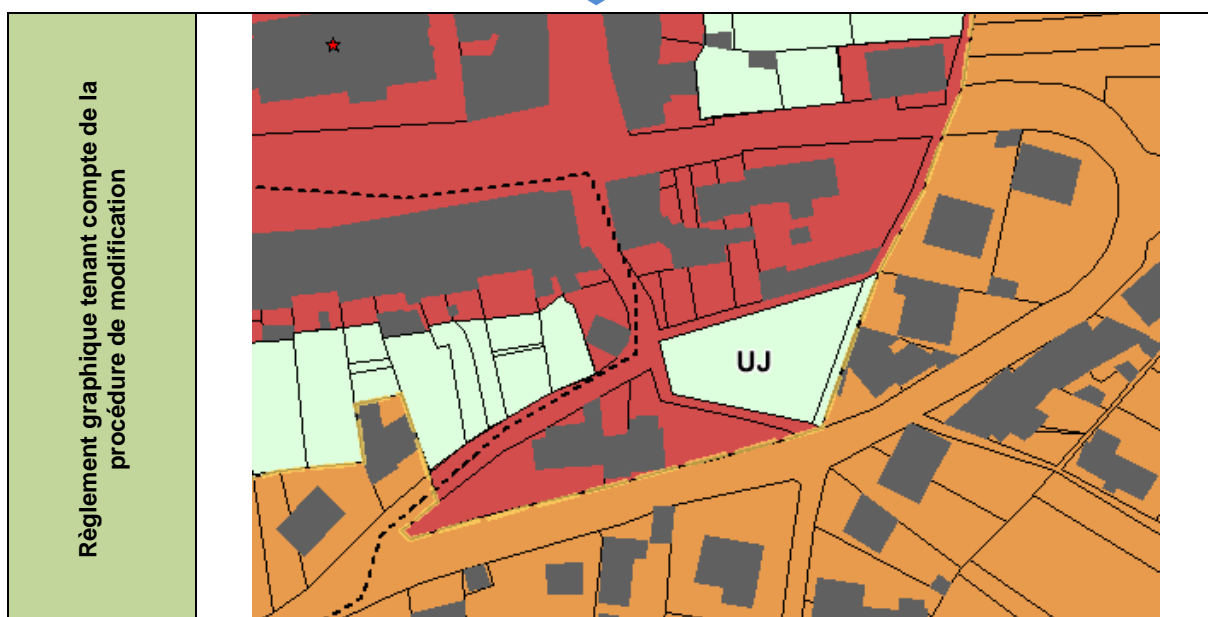 Règlement graphique tenant compte de la
procédure de modification
UJ